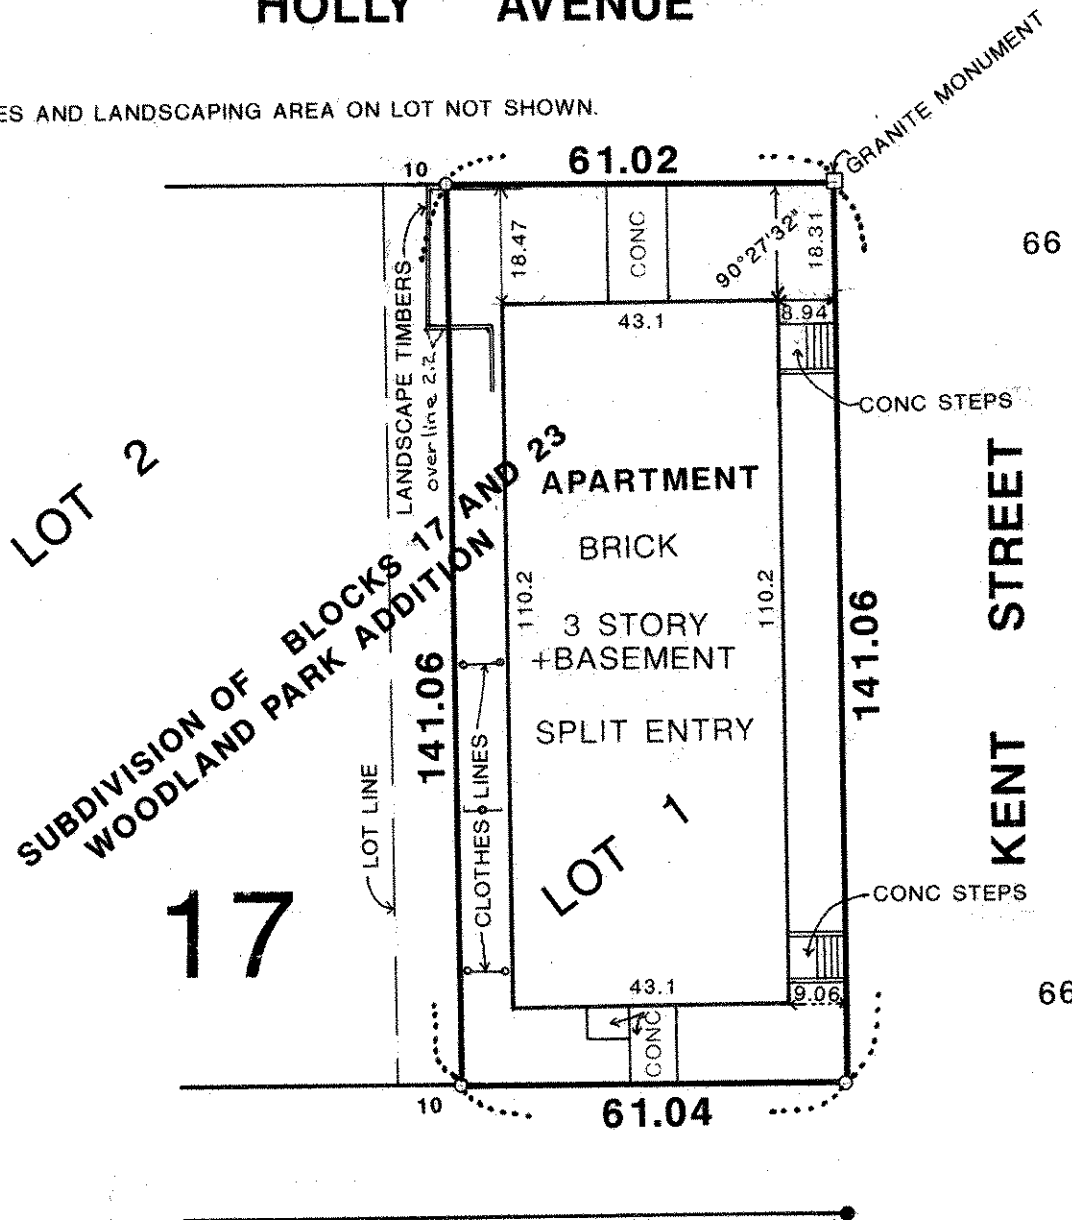 HOLLY AVENUE
ES AND LANDSCAPING AREA ON LOT NOT SHOWN.
GRANITE MONUMENT
10
61.02
18.47
CONC
90°27'32"
18.31
66
43.1
8.94
LANDSCAPE TIMBERS
over line 2.2
CONC STEPS
LOT 2
SUBDIVISION OF BLOCKS 17 AND 23
WOODLAND PARK ADDITION
APARTMENT
BRICK
110.2
110.2
3 STORY
+BASEMENT
SPLIT ENTRY
141.06
141.06
KENT STREET
LOT LINE
CLOTHES LINES
LOT 1
17
CONC STEPS
43.1
9.06
66
CONC
10
61.04